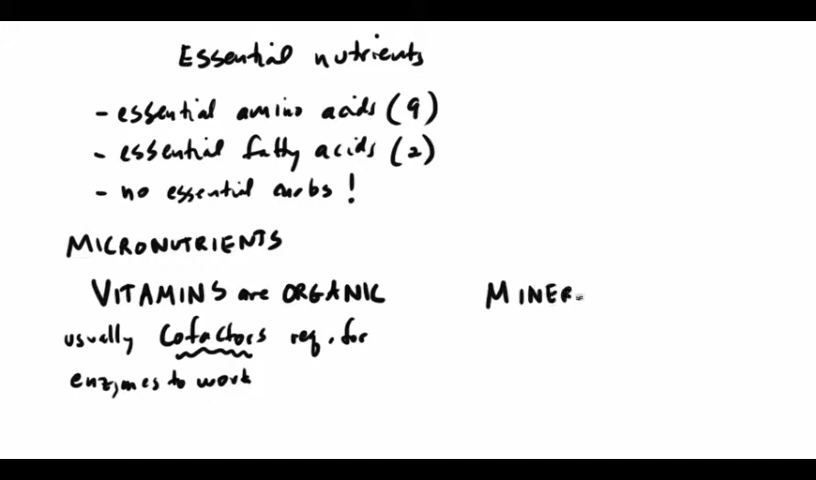 Essential nutrients
- essential amino acids (9)
- essential fatty acids (2)
- no essential carbs!
MICRONUTRIENTS
VITAMINS are ORGANIC
MINER
usually Cofactors req. for
enzymes to work